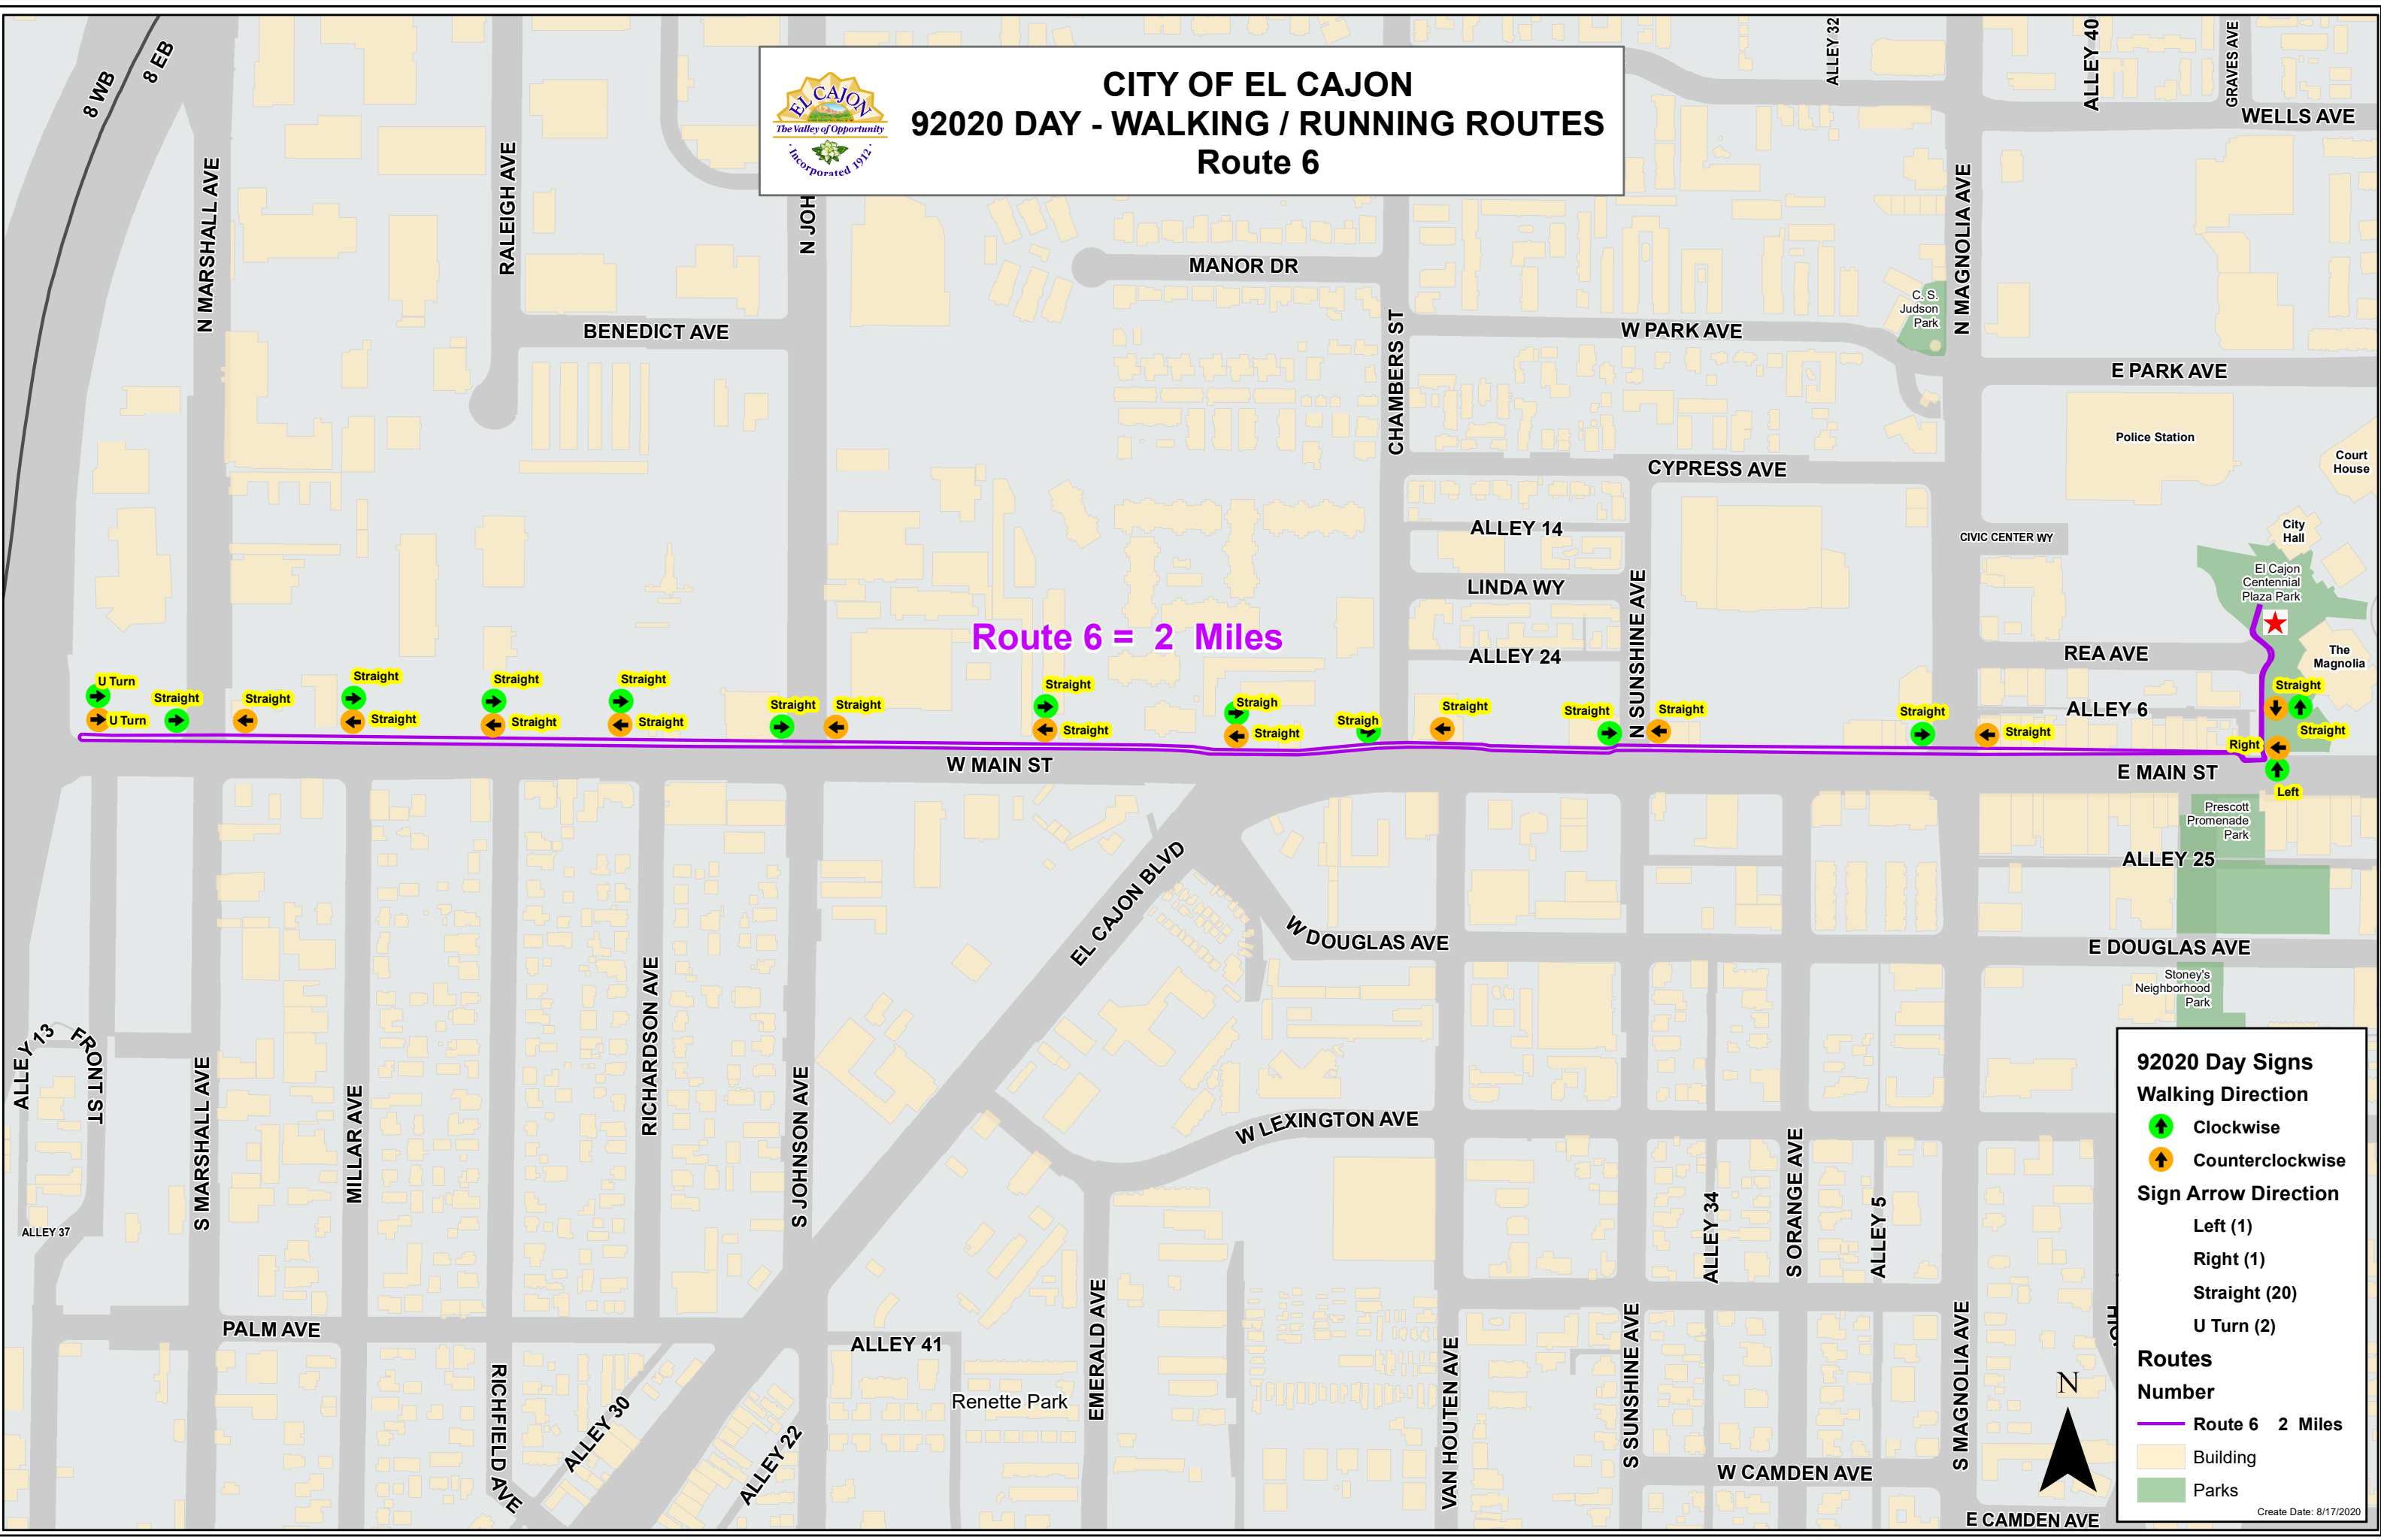 CITY OF EL CAJON
92020 DAY - WALKING / RUNNING ROUTES
Route 6
EL CAJON
The Valley of Opportunity
· Incorporated 1912 ·
8 WB
8 EB
N MARSHALL AVE
RALEIGH AVE
N JOH
ALLEY 32
ALLEY 40
GRAVES AVE
WELLS AVE
N MAGNOLIA AVE
MANOR DR
BENEDICT AVE
CHAMBERS ST
W PARK AVE
C. S.
Judson
Park
E PARK AVE
Police Station
Court
House
CYPRESS AVE
ALLEY 14
CIVIC CENTER WY
City
Hall
El Cajon
Centennial
Plaza Park
LINDA WY
N SUNSHINE AVE
Route 6 = 2 Miles
ALLEY 24
REA AVE
The
Magnolia
ALLEY 6
U Turn
U Turn
Straight
Straight
Straight
Straight
Straight
Straight
Straight
Straight
Straight
Straight
Straight
Straight
Straigh
Straight
Straigh
Straight
Straight
Straight
Straight
Straight
Straight
Straight
Right
Left
W MAIN ST
E MAIN ST
Prescott
Promenade
Park
ALLEY 25
EL CAJON BLVD
W DOUGLAS AVE
E DOUGLAS AVE
Stoney's
Neighborhood
Park
ALLEY 13
FRONT ST
S MARSHALL AVE
MILLAR AVE
RICHARDSON AVE
S JOHNSON AVE
W LEXINGTON AVE
ALLEY 37
ALLEY 34
S ORANGE AVE
ALLEY 5
PALM AVE
ALLEY 41
RICHFIELD AVE
ALLEY 30
ALLEY 22
Renette Park
EMERALD AVE
VAN HOUTEN AVE
S SUNSHINE AVE
S MAGNOLIA AVE
W CAMDEN AVE
E CAMDEN AVE
N
92020 Day Signs
Walking Direction
Clockwise
Counterclockwise
Sign Arrow Direction
Left (1)
Right (1)
Straight (20)
U Turn (2)
Routes
Number
Route 6 2 Miles
Building
Parks
Create Date: 8/17/2020